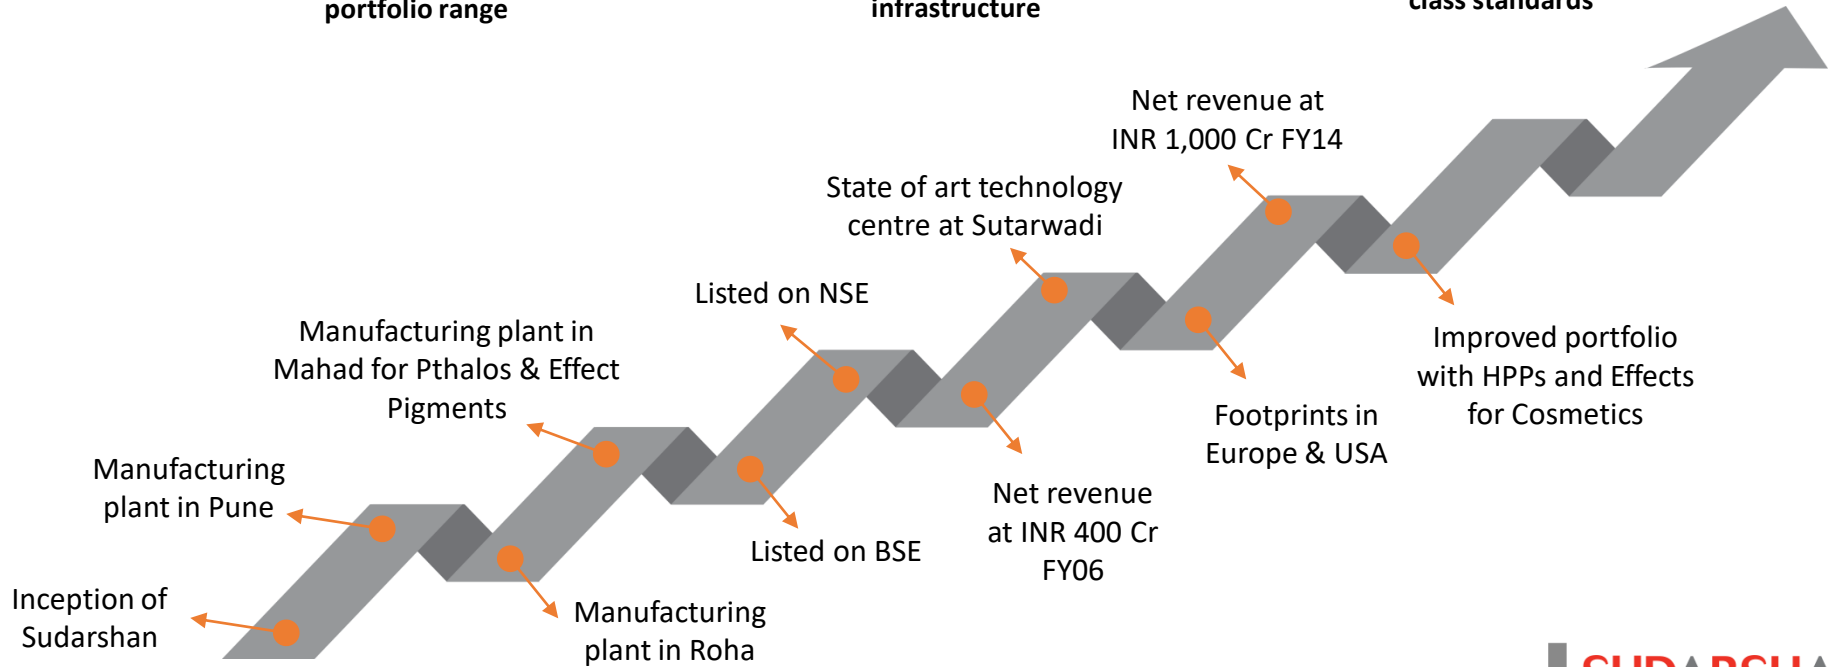 portfolio range
infrastructure
class standards
Net revenue at
INR 1,000 Cr FY14
State of art technology
centre at Sutarwadi
Listed on NSE
Manufacturing plant in
Mahad for Pthalos & Effect
Pigments
Improved portfolio
with HPPs and Effects
for Cosmetics
Footprints in
Europe & USA
Manufacturing
plant in Pune
Net revenue
at INR 400 Cr
FY06
Listed on BSE
Inception of
Sudarshan
Manufacturing
plant in Roha